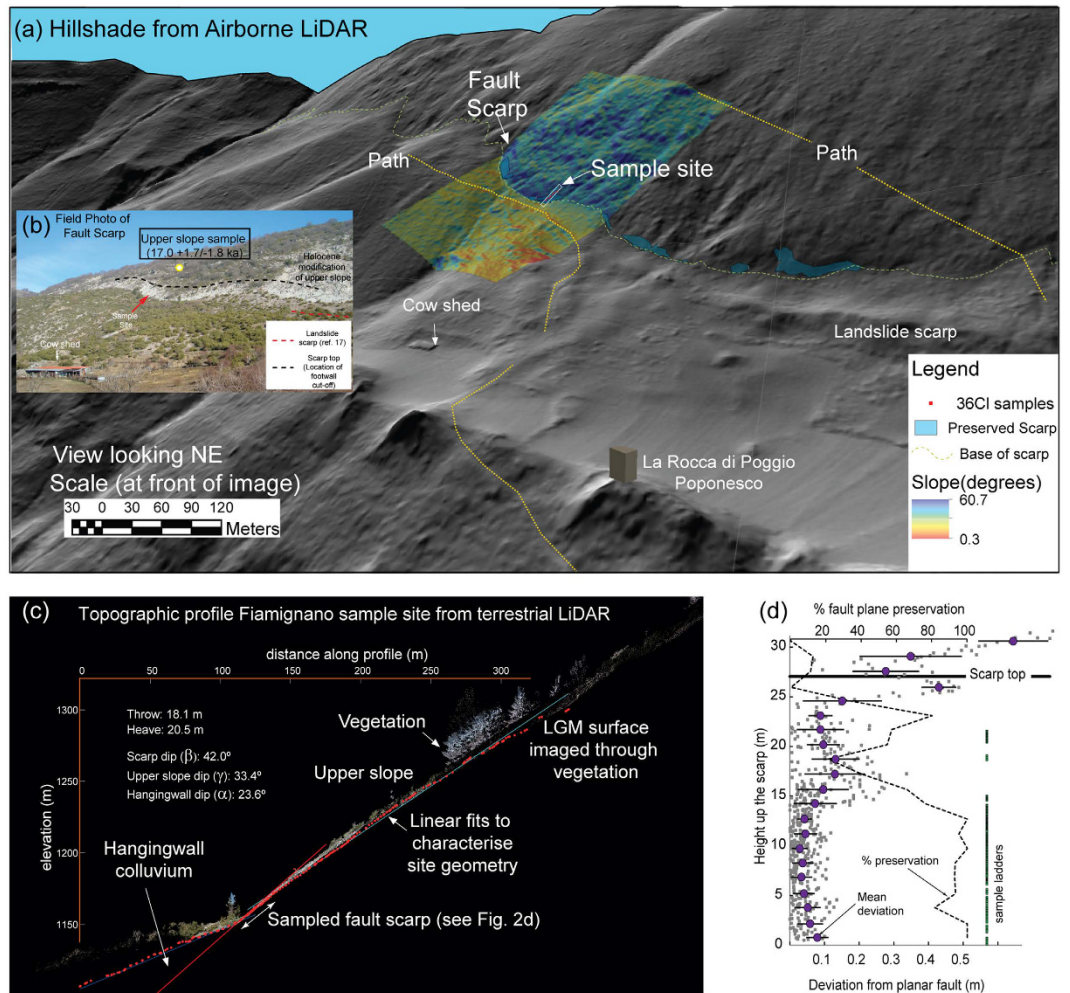 (a) Hillshade from Airborne LiDAR
Fault
Scarp
Path
Sample site
Path
(b)
Field Photo of
Fault Scarp
Upper slope sample
(17.0 +1.7/-1.8 ka)
Holocene
modification
of upper slope
Sample
Site
Cow shed
Landslide
scarp (ref. 17)
Scarp top
(Location of
footwall
cut-off)
Cow shed
Landslide scarp
View looking NE
Scale (at front of image)
30 0 30 60 90 120
Meters
La Rocca di Poggio
Poponesco
Legend
36Cl samples
Preserved Scarp
Base of scarp
Slope(degrees)
60.7
0.3
(c) Topographic profile Fiamignano sample site from terrestrial LiDAR
distance along profile (m)
0 50 100 150 200 250 300
elevation (m)
1300
1250
1200
1150
Throw: 18.1 m
Heave: 20.5 m
Scarp dip (β): 42.0º
Upper slope dip (γ): 33.4º
Hangingwall dip (α): 23.6º
Vegetation
Upper slope
LGM surface
imaged through
vegetation
Linear fits to
characterise
site geometry
Hangingwall
colluvium
Sampled fault scarp (see Fig. 2d)
(d)
% fault plane preservation
20 40 60 80 100
Height up the scarp (m)
30
25
20
15
10
5
0
Scarp top
% preservation
Mean
deviation
sample ladders
0.1 0.2 0.3 0.4 0.5
Deviation from planar fault (m)